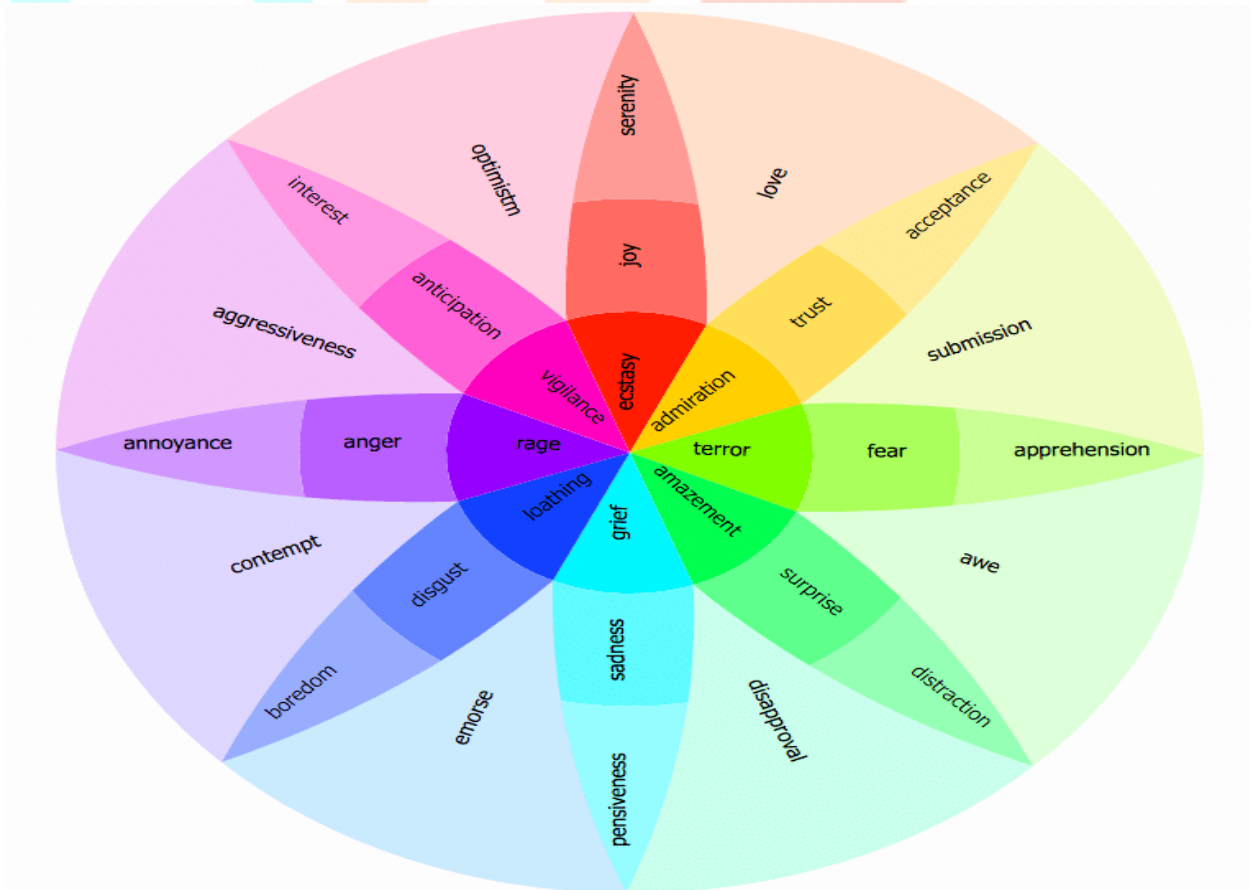 serenity
love
acceptance
optimistm
interest
joy
trust
anticipation
aggressiveness
submission
ecstasy
admiration
vigilance
annoyance
anger
rage
terror
fear
apprehension
loathing
amazement
grief
contempt
awe
disgust
surprise
sadness
boredom
distraction
emorse
disapproval
pensiveness